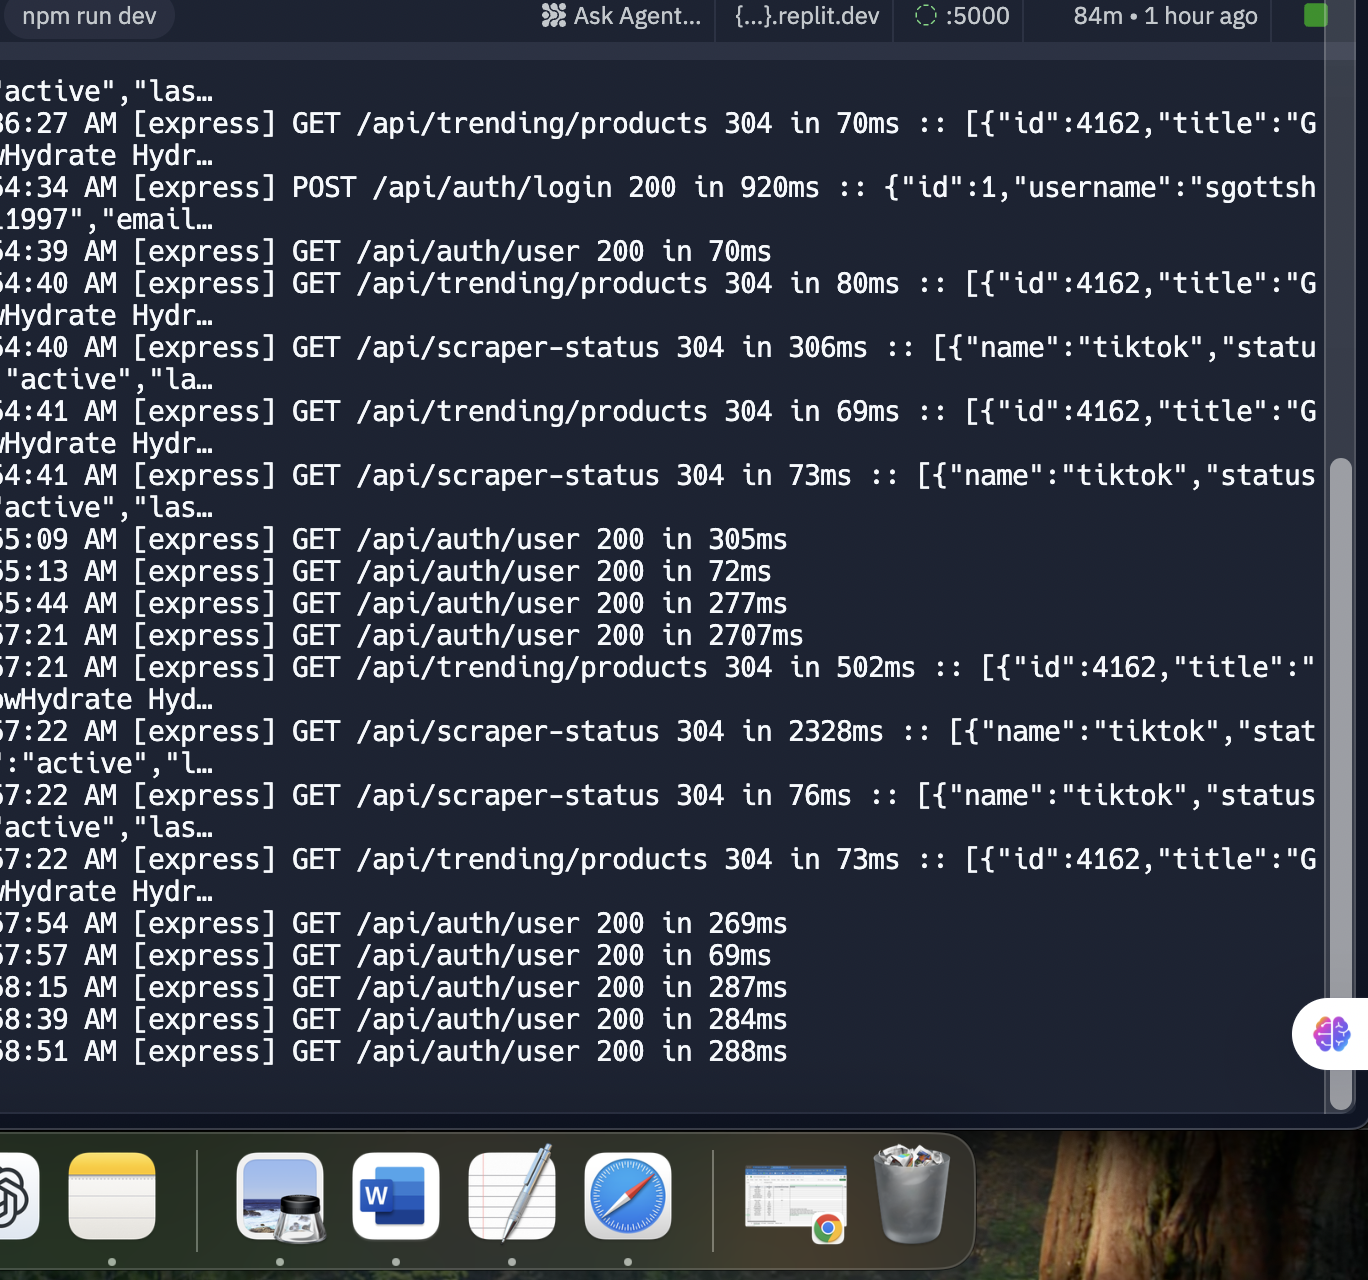 npm run dev
Ask Agent... {...}.replit.dev :5000 84m • 1 hour ago
"active","las…
36:27 AM [express] GET /api/trending/products 304 in 70ms :: [{"id":4162,"title":"G
wHydrate Hydr…
54:34 AM [express] POST /api/auth/login 200 in 920ms :: {"id":1,"username":"sgottsh
11997","email…
54:39 AM [express] GET /api/auth/user 200 in 70ms
54:40 AM [express] GET /api/trending/products 304 in 80ms :: [{"id":4162,"title":"G
wHydrate Hydr…
54:40 AM [express] GET /api/scraper-status 304 in 306ms :: [{"name":"tiktok","statu
"active","la…
54:41 AM [express] GET /api/trending/products 304 in 69ms :: [{"id":4162,"title":"G
wHydrate Hydr…
54:41 AM [express] GET /api/scraper-status 304 in 73ms :: [{"name":"tiktok","status
"active","las…
55:09 AM [express] GET /api/auth/user 200 in 305ms
55:13 AM [express] GET /api/auth/user 200 in 72ms
55:44 AM [express] GET /api/auth/user 200 in 277ms
57:21 AM [express] GET /api/auth/user 200 in 2707ms
57:21 AM [express] GET /api/trending/products 304 in 502ms :: [{"id":4162,"title":"
owHydrate Hyd…
57:22 AM [express] GET /api/scraper-status 304 in 2328ms :: [{"name":"tiktok","stat
":"active","l…
57:22 AM [express] GET /api/scraper-status 304 in 76ms :: [{"name":"tiktok","status
"active","las…
57:22 AM [express] GET /api/trending/products 304 in 73ms :: [{"id":4162,"title":"G
wHydrate Hydr…
57:54 AM [express] GET /api/auth/user 200 in 269ms
57:57 AM [express] GET /api/auth/user 200 in 69ms
58:15 AM [express] GET /api/auth/user 200 in 287ms
58:39 AM [express] GET /api/auth/user 200 in 284ms
58:51 AM [express] GET /api/auth/user 200 in 288ms
W